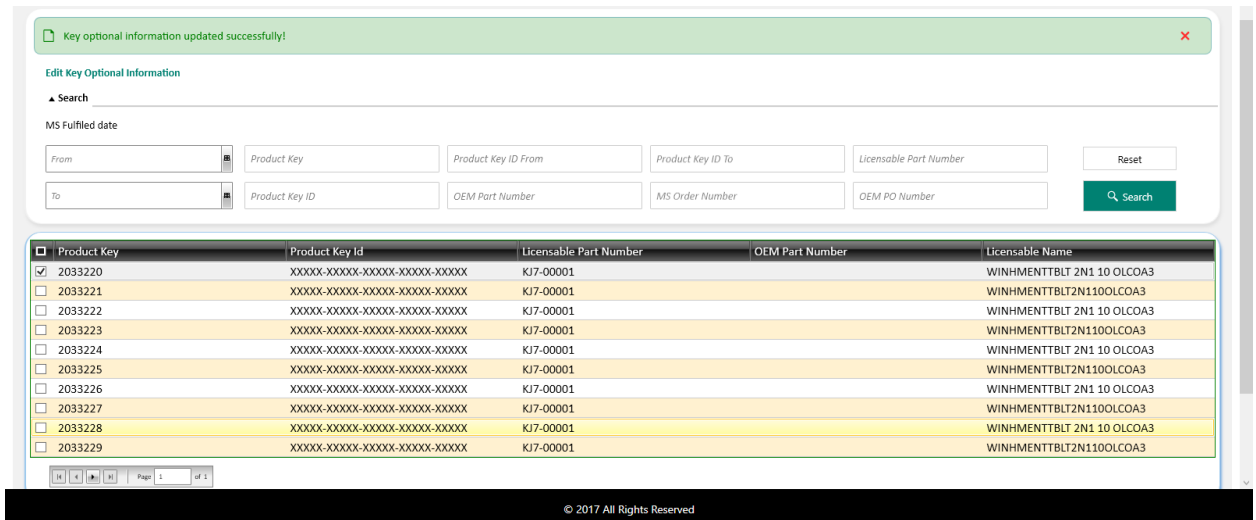 Key optional information updated successfully!
Edit Key Optional Information
Search
MS Fulfiled date
From Product Key Product Key ID From Product Key ID To Licensable Part Number Reset
To Product Key ID OEM Part Number MS Order Number OEM PO Number Search
Product Key Product Key Id Licensable Part Number OEM Part Number Licensable Name
2033220 XXXXX-XXXXX-XXXXX-XXXXX-XXXXX KJ7-00001 WINHMENTTBLT 2N1 10 OLCOA3
2033221 XXXXX-XXXXX-XXXXX-XXXXX-XXXXX KJ7-00001 WINHMENTTBLT2N110OLCOA3
2033222 XXXXX-XXXXX-XXXXX-XXXXX-XXXXX KJ7-00001 WINHMENTTBLT 2N1 10 OLCOA3
2033223 XXXXX-XXXXX-XXXXX-XXXXX-XXXXX KJ7-00001 WINHMENTTBLT2N110OLCOA3
2033224 XXXXX-XXXXX-XXXXX-XXXXX-XXXXX KJ7-00001 WINHMENTTBLT 2N1 10 OLCOA3
2033225 XXXXX-XXXXX-XXXXX-XXXXX-XXXXX KJ7-00001 WINHMENTTBLT2N110OLCOA3
2033226 XXXXX-XXXXX-XXXXX-XXXXX-XXXXX KJ7-00001 WINHMENTTBLT 2N1 10 OLCOA3
2033227 XXXXX-XXXXX-XXXXX-XXXXX-XXXXX KJ7-00001 WINHMENTTBLT2N110OLCOA3
2033228 XXXXX-XXXXX-XXXXX-XXXXX-XXXXX KJ7-00001 WINHMENTTBLT 2N1 10 OLCOA3
2033229 XXXXX-XXXXX-XXXXX-XXXXX-XXXXX KJ7-00001 WINHMENTTBLT2N110OLCOA3
Page 1 of 1
© 2017 All Rights Reserved